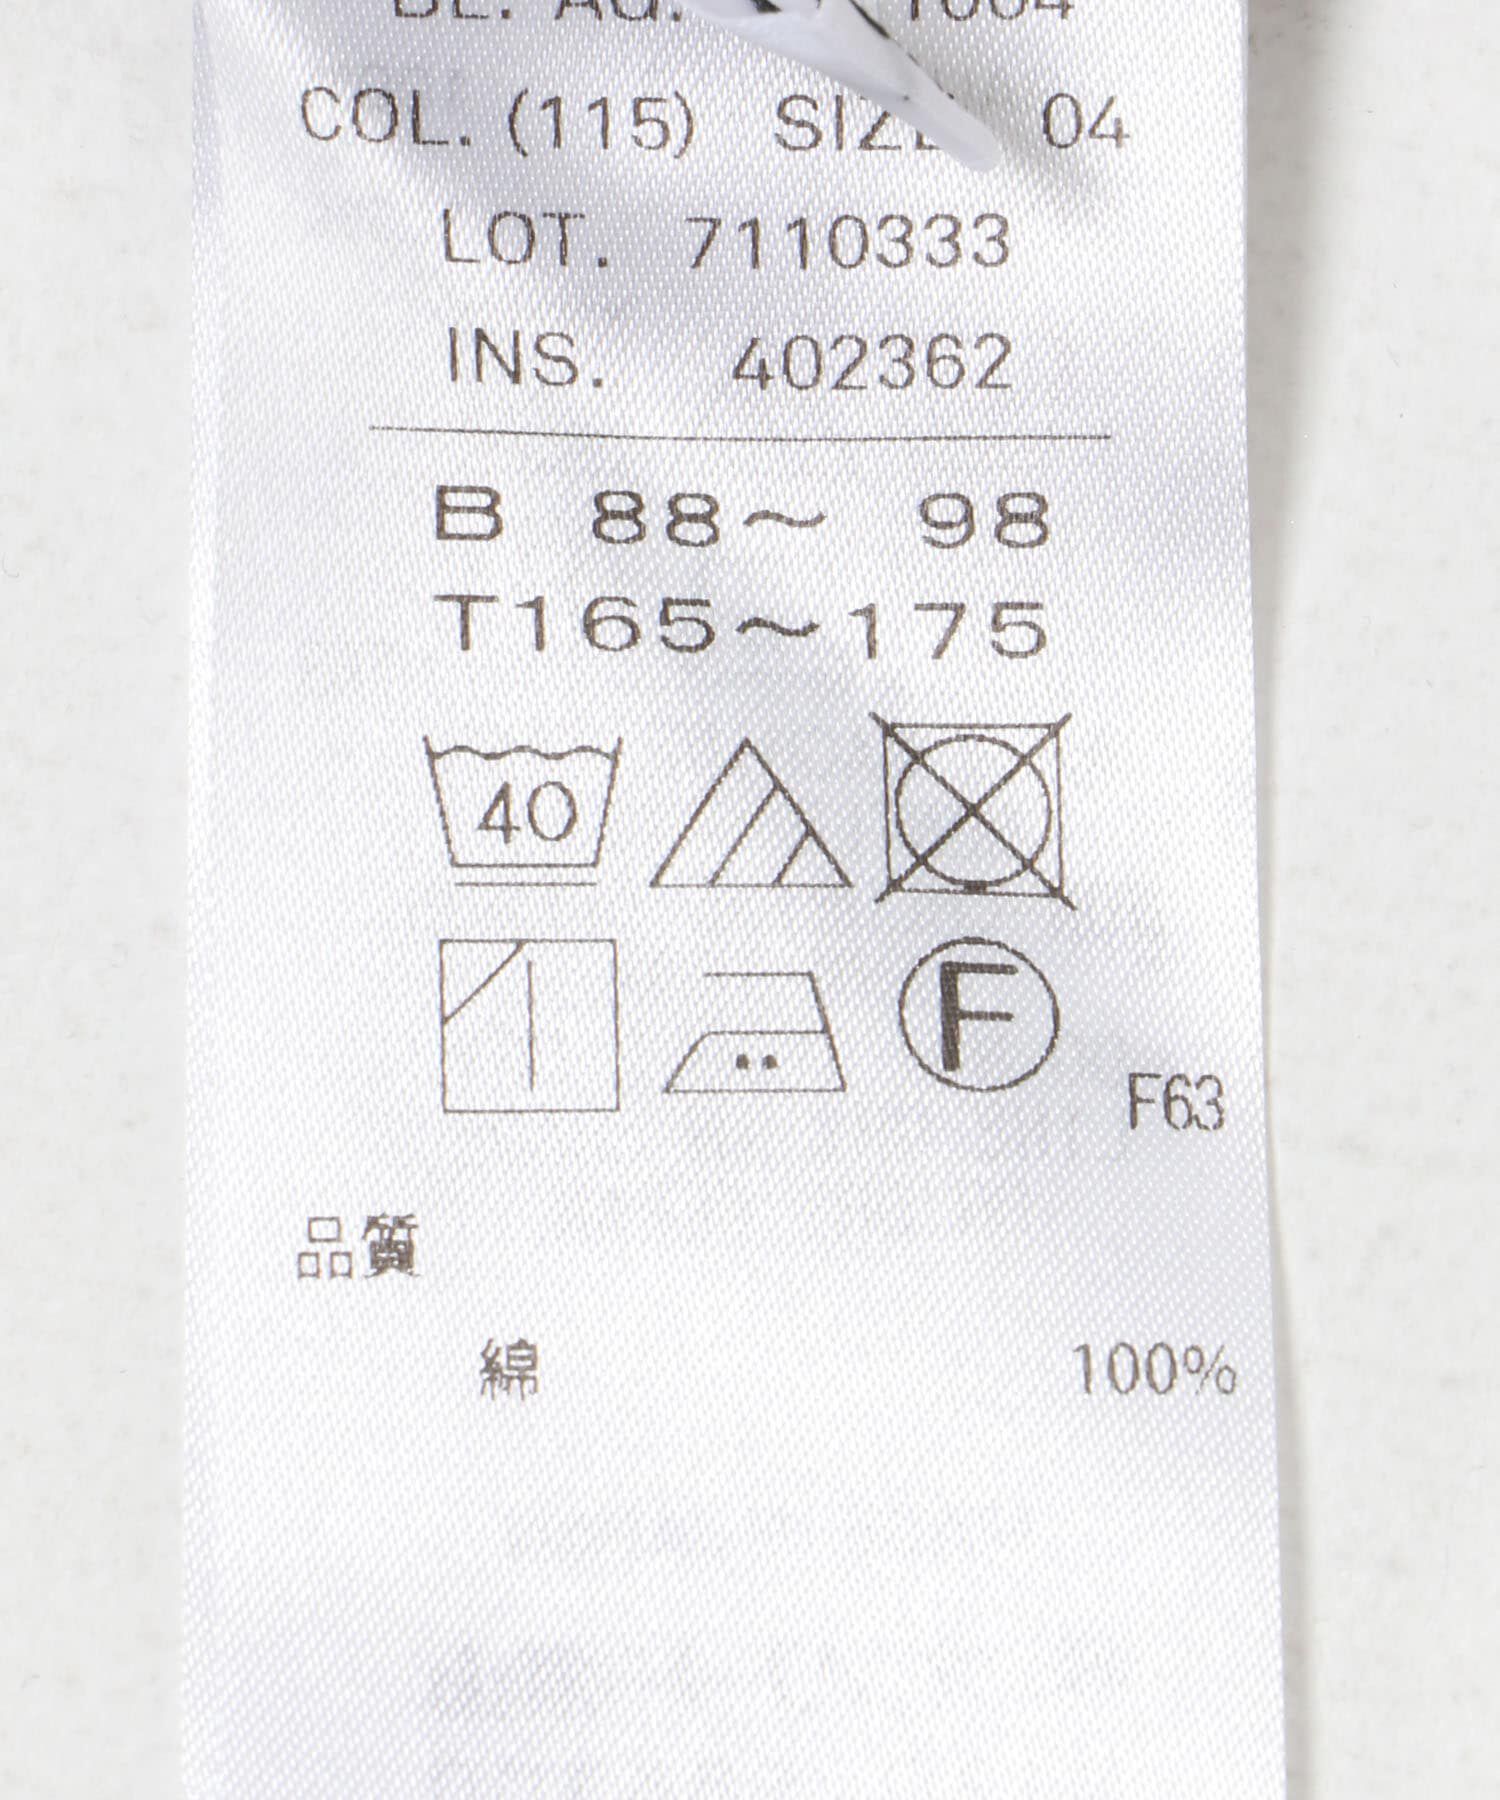 COL. (115) SIZE 04
LOT. 7110333
INS. 402362
B 88～ 98
T165～175
40
F
F63
品質
綿 100%